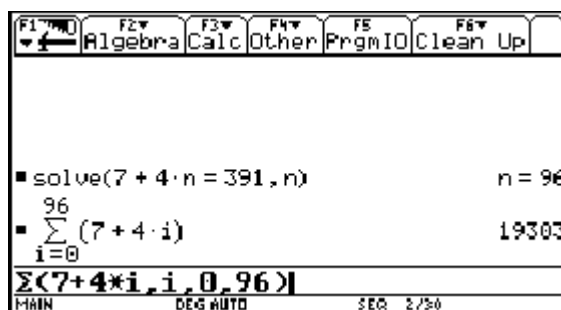 F1 F2 F3 F4 F5 F6
Algebra Calc Other PrgmIO Clean Up
solve(7 + 4·n = 391, n) n = 96
96
∑ (7 + 4·i) 19303
i=0
Σ(7+4*i,i,0,96)
MAIN DEG AUTO SEQ 2/30